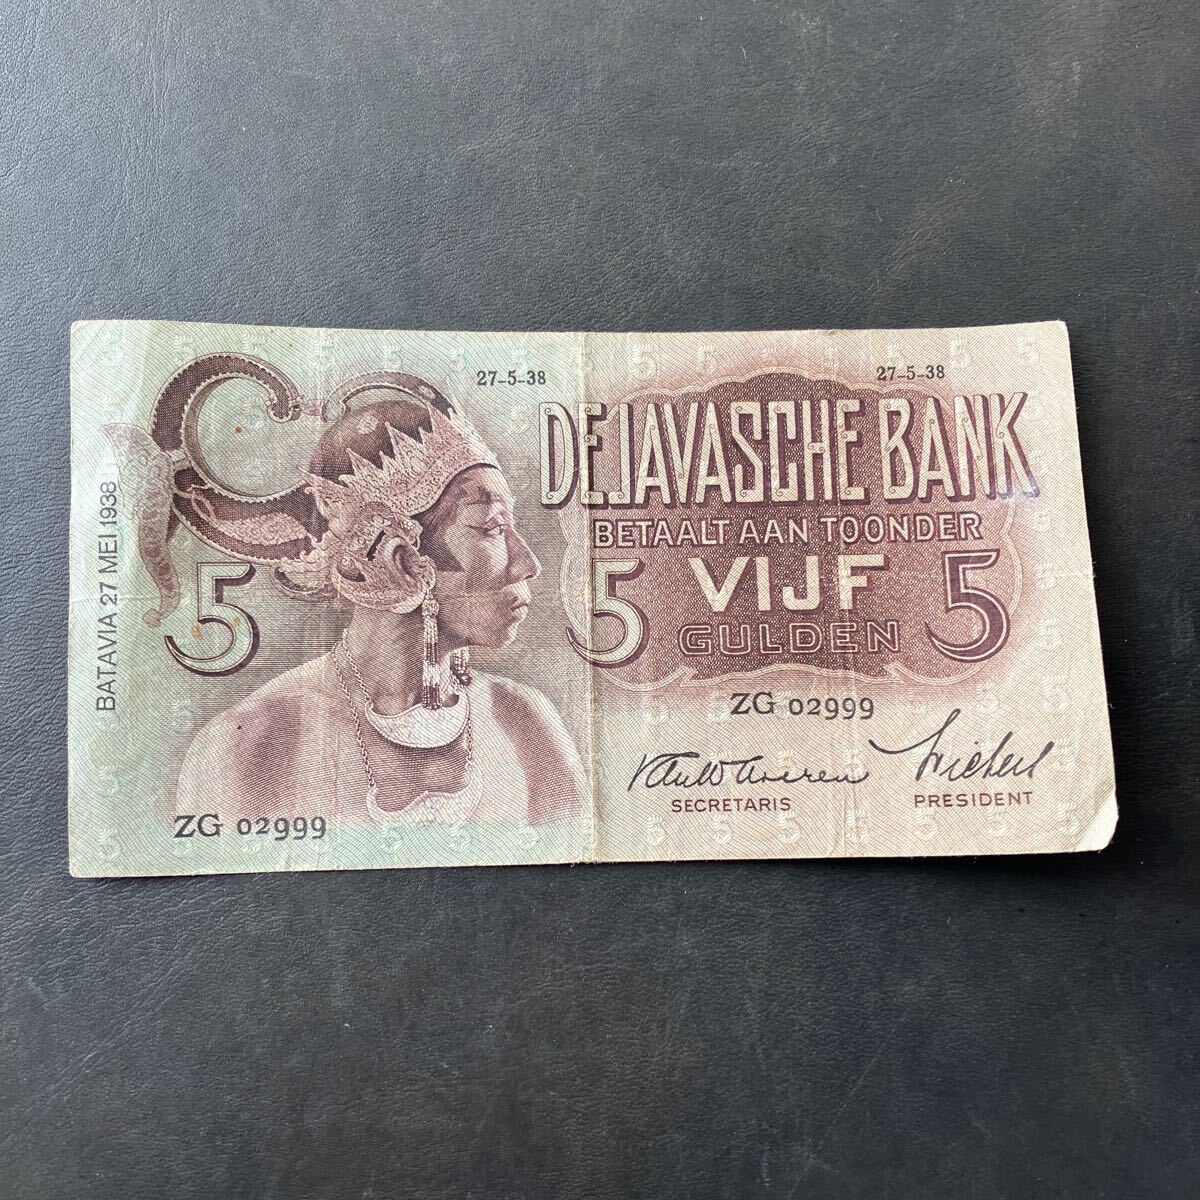 27-5-38
27-5-38
DE JAVASCHE BANK
BETAALT AAN TOONDER
VIJF
GULDEN
5
5
5
BATAVIA 27 MEI 1938
ZG 02999
SECRETARIS
PRESIDENT
ZG 02999